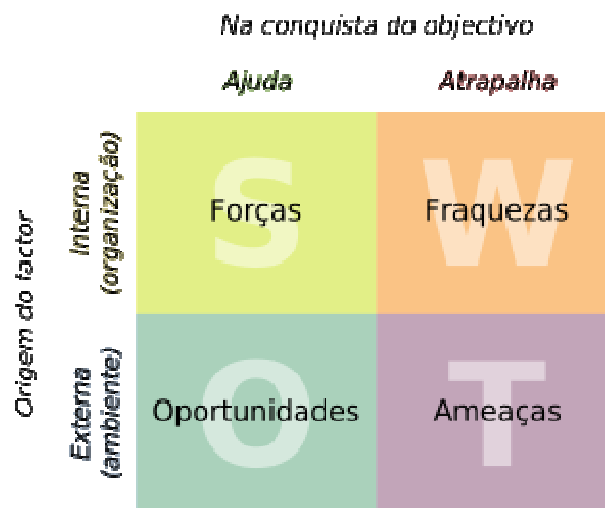 Na conquista do objectivo
Ajuda
Atrapalha
Origem do factor
Interna
(organização)
S
Forças
W
Fraquezas
Externa
(ambiente)
O
Oportunidades
T
Ameaças